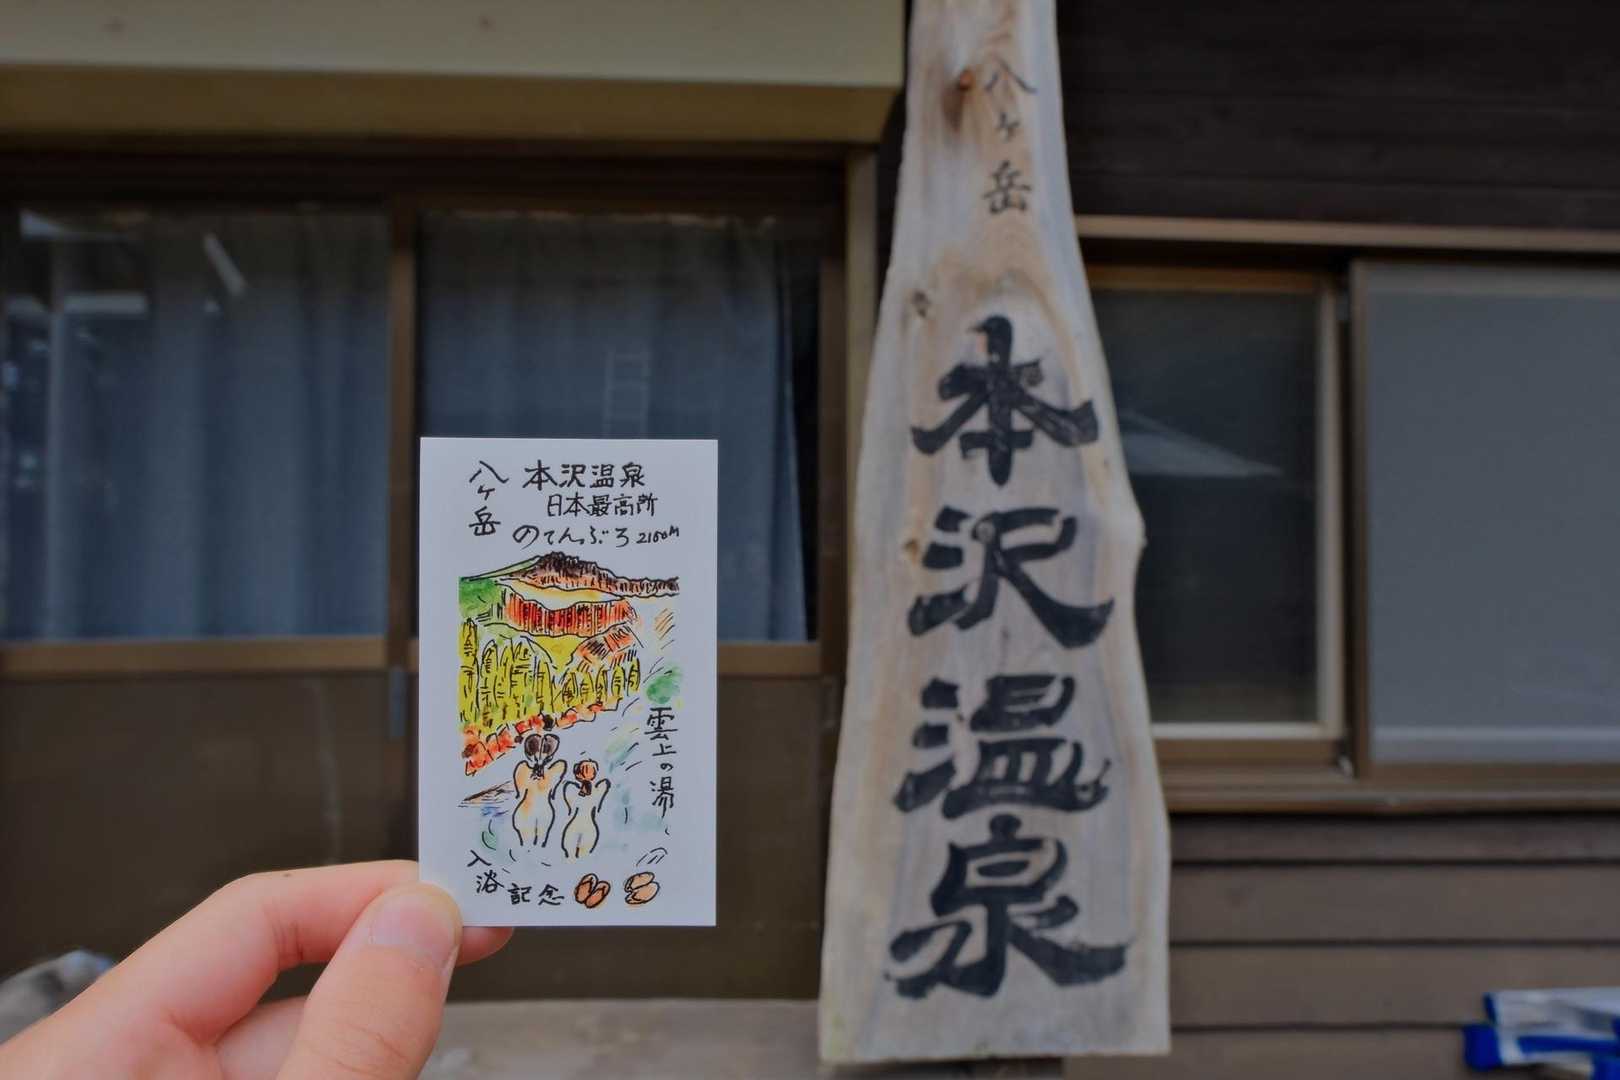 八ヶ岳
本沢温泉
日本最高所
のてんぶろ 2150M
雲上の湯
入浴記念
八ヶ岳
本沢温泉